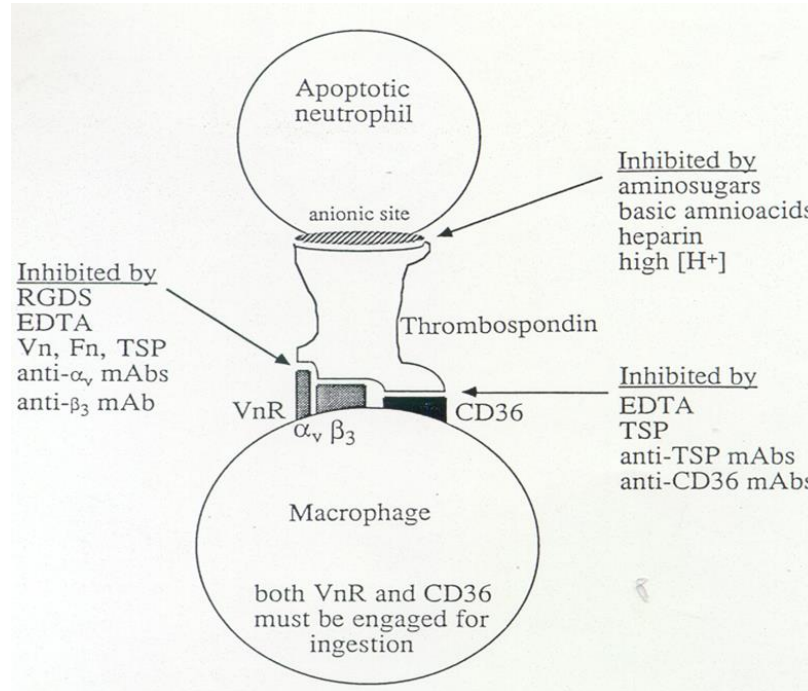 Apoptotic
neutrophil
anionic site
Inhibited by
aminosugars
basic amnioacids
heparin
high [H⁺]
Inhibited by
RGDS
EDTA
Vn, Fn, TSP
anti-αᵥ mAbs
anti-β₃ mAb
Thrombospondin
VnR
αᵥ β₃
CD36
Inhibited by
EDTA
TSP
anti-TSP mAbs
anti-CD36 mAbs
Macrophage
both VnR and CD36
must be engaged for
ingestion